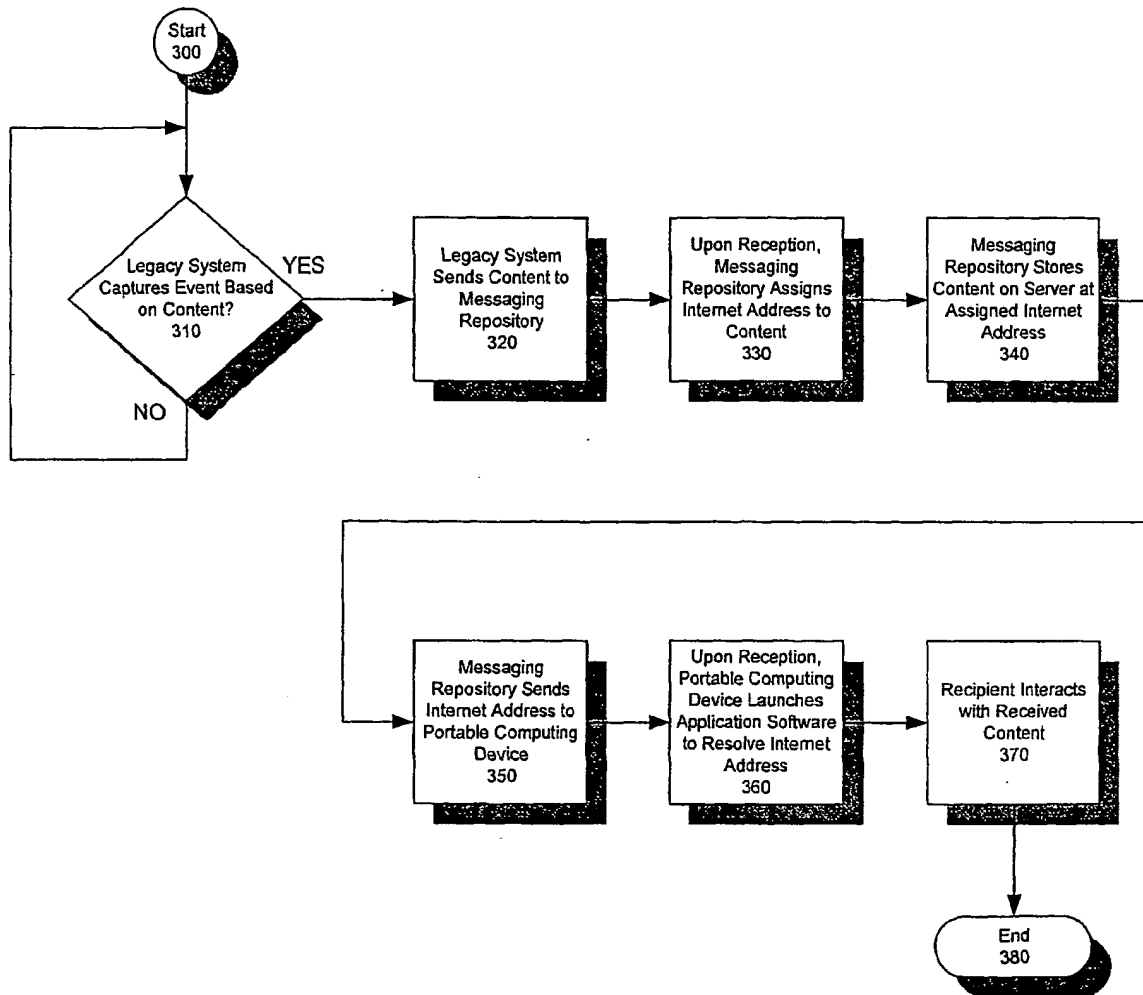 Start
300
Legacy System
Captures Event Based
on Content?
310
YES
NO
Legacy System
Sends Content to
Messaging
Repository
320
Upon Reception,
Messaging
Repository Assigns
Internet Address to
Content
330
Messaging
Repository Stores
Content on Server at
Assigned Internet
Address
340
Messaging
Repository Sends
Internet Address to
Portable Computing
Device
350
Upon Reception,
Portable Computing
Device Launches
Application Software
to Resolve Internet
Address
360
Recipient Interacts
with Received
Content
370
End
380